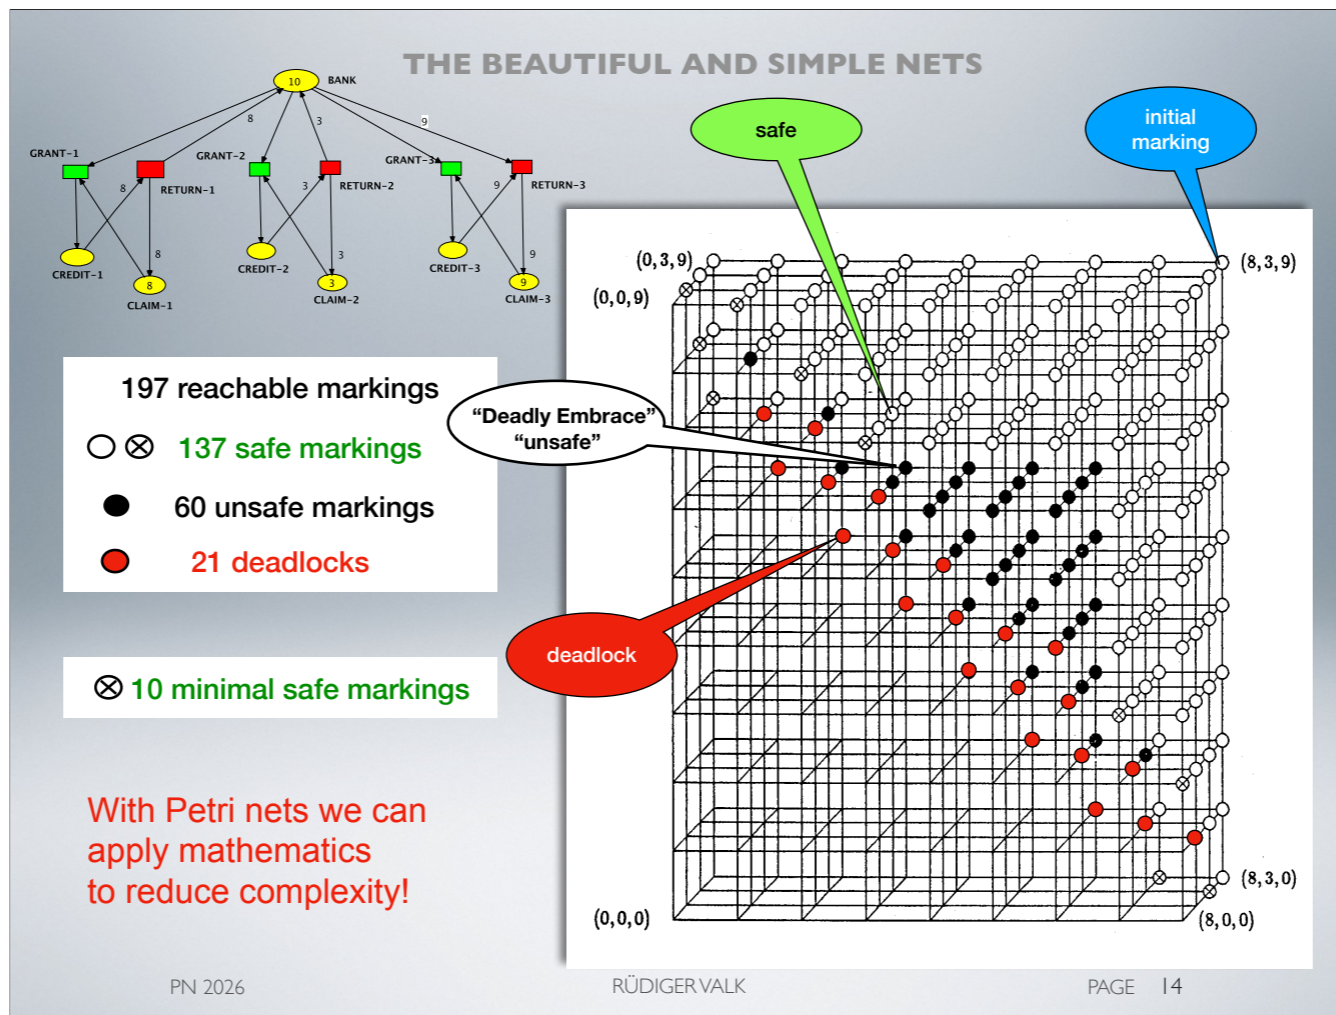 THE BEAUTIFUL AND SIMPLE NETS
10
BANK
8
3
9
GRANT-1
GRANT-2
GRANT-3
RETURN-1
RETURN-2
RETURN-3
8
3
9
CREDIT-1
CREDIT-2
CREDIT-3
8
3
9
8
3
9
CLAIM-1
CLAIM-2
CLAIM-3
safe
initial
marking
(0,3,9)
(8,3,9)
(0,0,9)
197 reachable markings
137 safe markings
60 unsafe markings
21 deadlocks
"Deadly Embrace"
"unsafe"
deadlock
10 minimal safe markings
With Petri nets we can
apply mathematics
to reduce complexity!
(8,3,0)
(0,0,0)
(8,0,0)
PN 2026
RÜDIGER VALK
PAGE 14